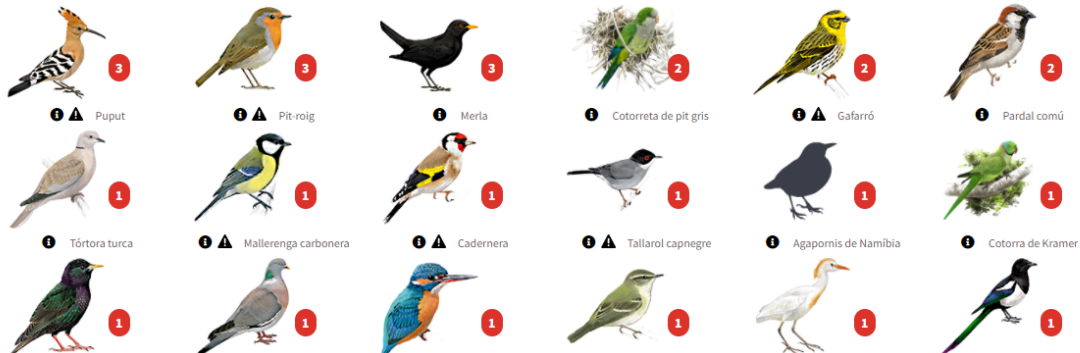 3 3 3 2 2 2
Puput Pit-roig Merla Cotorreta de pit gris Gafarró Pardal comú
1 1 1 1 1 1
Tórtora turca Mallerenga carbonera Cadernera Tallarol capnegre Agapornis de Namíbia Cotorra de Kramer
1 1 1 1 1 1